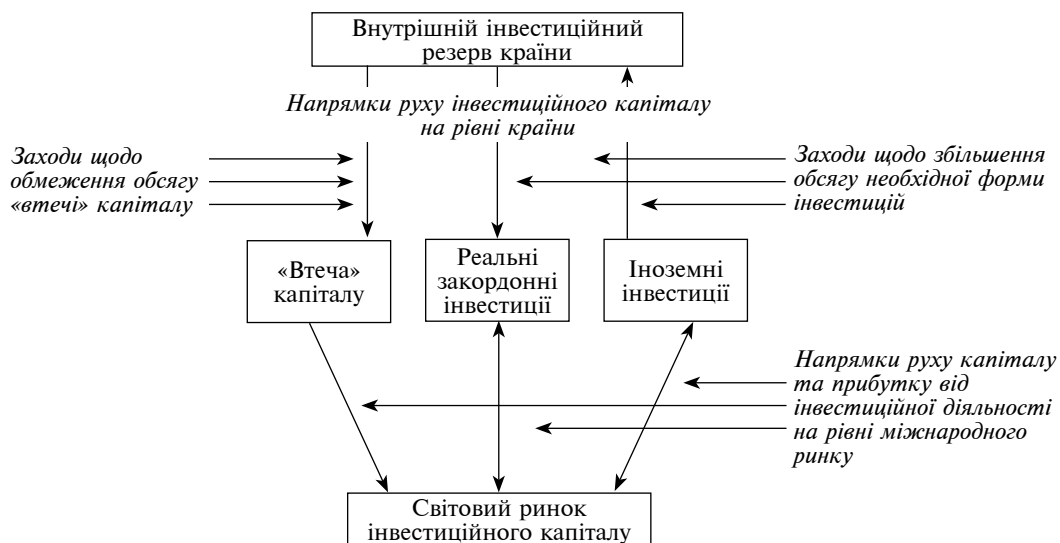 Внутрішній інвестиційний
резерв країни
Напрямки руху інвестиційного капіталу
на рівні країни
Заходи щодо
обмеження обсягу
«втечі» капіталу
Заходи щодо збільшення
обсягу необхідної форми
інвестицій
«Втеча»
капіталу
Реальні
закордонні
інвестиції
Іноземні
інвестиції
Напрямки руху капіталу
та прибутку від
інвестиційної діяльності
на рівні міжнародного
ринку
Світовий ринок
інвестиційного капіталу